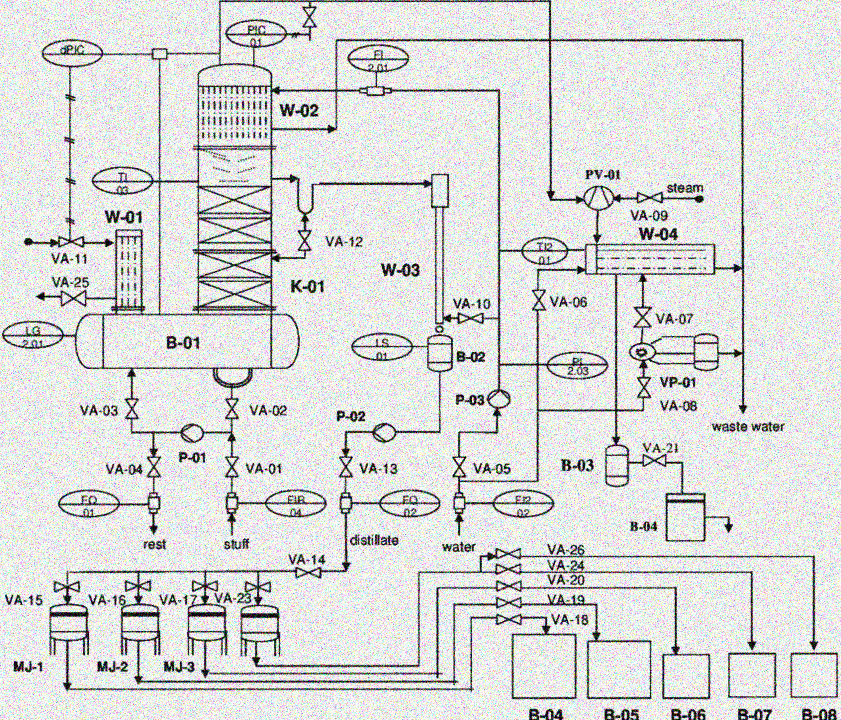 PIC
01
dPIC
FI
2.01
W-02
TI
03
PV-01
steam
VA-09
W-01
VA-12
W-04
TI2
01
VA-11
VA-25
W-03
K-01
VA-10
VA-06
VA-07
LG
2.01
B-01
LS
01
B-02
PI
2.03
VP-01
VA-08
VA-03
VA-02
P-02
P-03
waste water
P-01
VA-04
VA-01
VA-13
VA-05
B-03
VA-21
FQ
01
FIR
04
FQ
02
FI2
02
B-04
rest
stuff
distillate
water
VA-14
VA-26
VA-24
VA-20
VA-19
VA-18
VA-15
VA-16
VA-17
VA-23
MJ-1
MJ-2
MJ-3
B-04
B-05
B-06
B-07
B-08